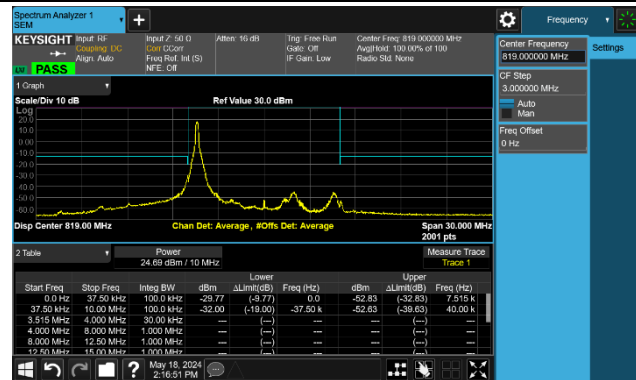 Spectrum Analyzer 1
SEM
Frequency
KEYSIGHT Input: RF
Coupling: DC
Align: Auto
Input Z: 50 Ω
Corr CCorr
Freq Ref: Int (S)
NFE: Off
Atten: 16 dB
Trig: Free Run
Gate: Off
IF Gain: Low
Center Freq: 819.000000 MHz
Avg|Hold: 100.00% of 100
Radio Std: None
LW PASS
Center Frequency
819.000000 MHz
Settings
CF Step
3.000000 MHz
Auto
Man
Freq Offset
0 Hz
1 Graph
Scale/Div 10 dB
Ref Value 30.0 dBm
Log
20.0
10.0
0.00
-10.0
-20.0
-30.0
-40.0
-50.0
-60.0
Disp Center 819.00 MHz
Chan Det: Average, #Offs Det: Average
Span 30.000 MHz
2001 pts
2 Table
Power
24.69 dBm / 10 MHz
Measure Trace
Trace 1
Lower Upper
Start Freq Stop Freq Integ BW dBm ΔLimit(dB) Freq (Hz) dBm ΔLimit(dB) Freq (Hz)
0.0 Hz 37.50 kHz 100.0 kHz -29.77 (-9.77) 0.0 -52.83 (-32.83) 7.515 k
37.50 kHz 10.00 MHz 100.0 kHz -32.00 (-19.00) -37.50 k -52.63 (-39.63) 40.00 k
3.515 MHz 4.000 MHz 30.00 kHz --- (---) --- --- (---) ---
4.000 MHz 8.000 MHz 1.000 MHz --- (---) --- --- (---) ---
8.000 MHz 12.50 MHz 1.000 MHz --- (---) --- --- (---) ---
12.50 MHz 15.00 MHz 1.000 MHz --- (---) --- --- (---) ---
?
May 18, 2024
2:16:51 PM